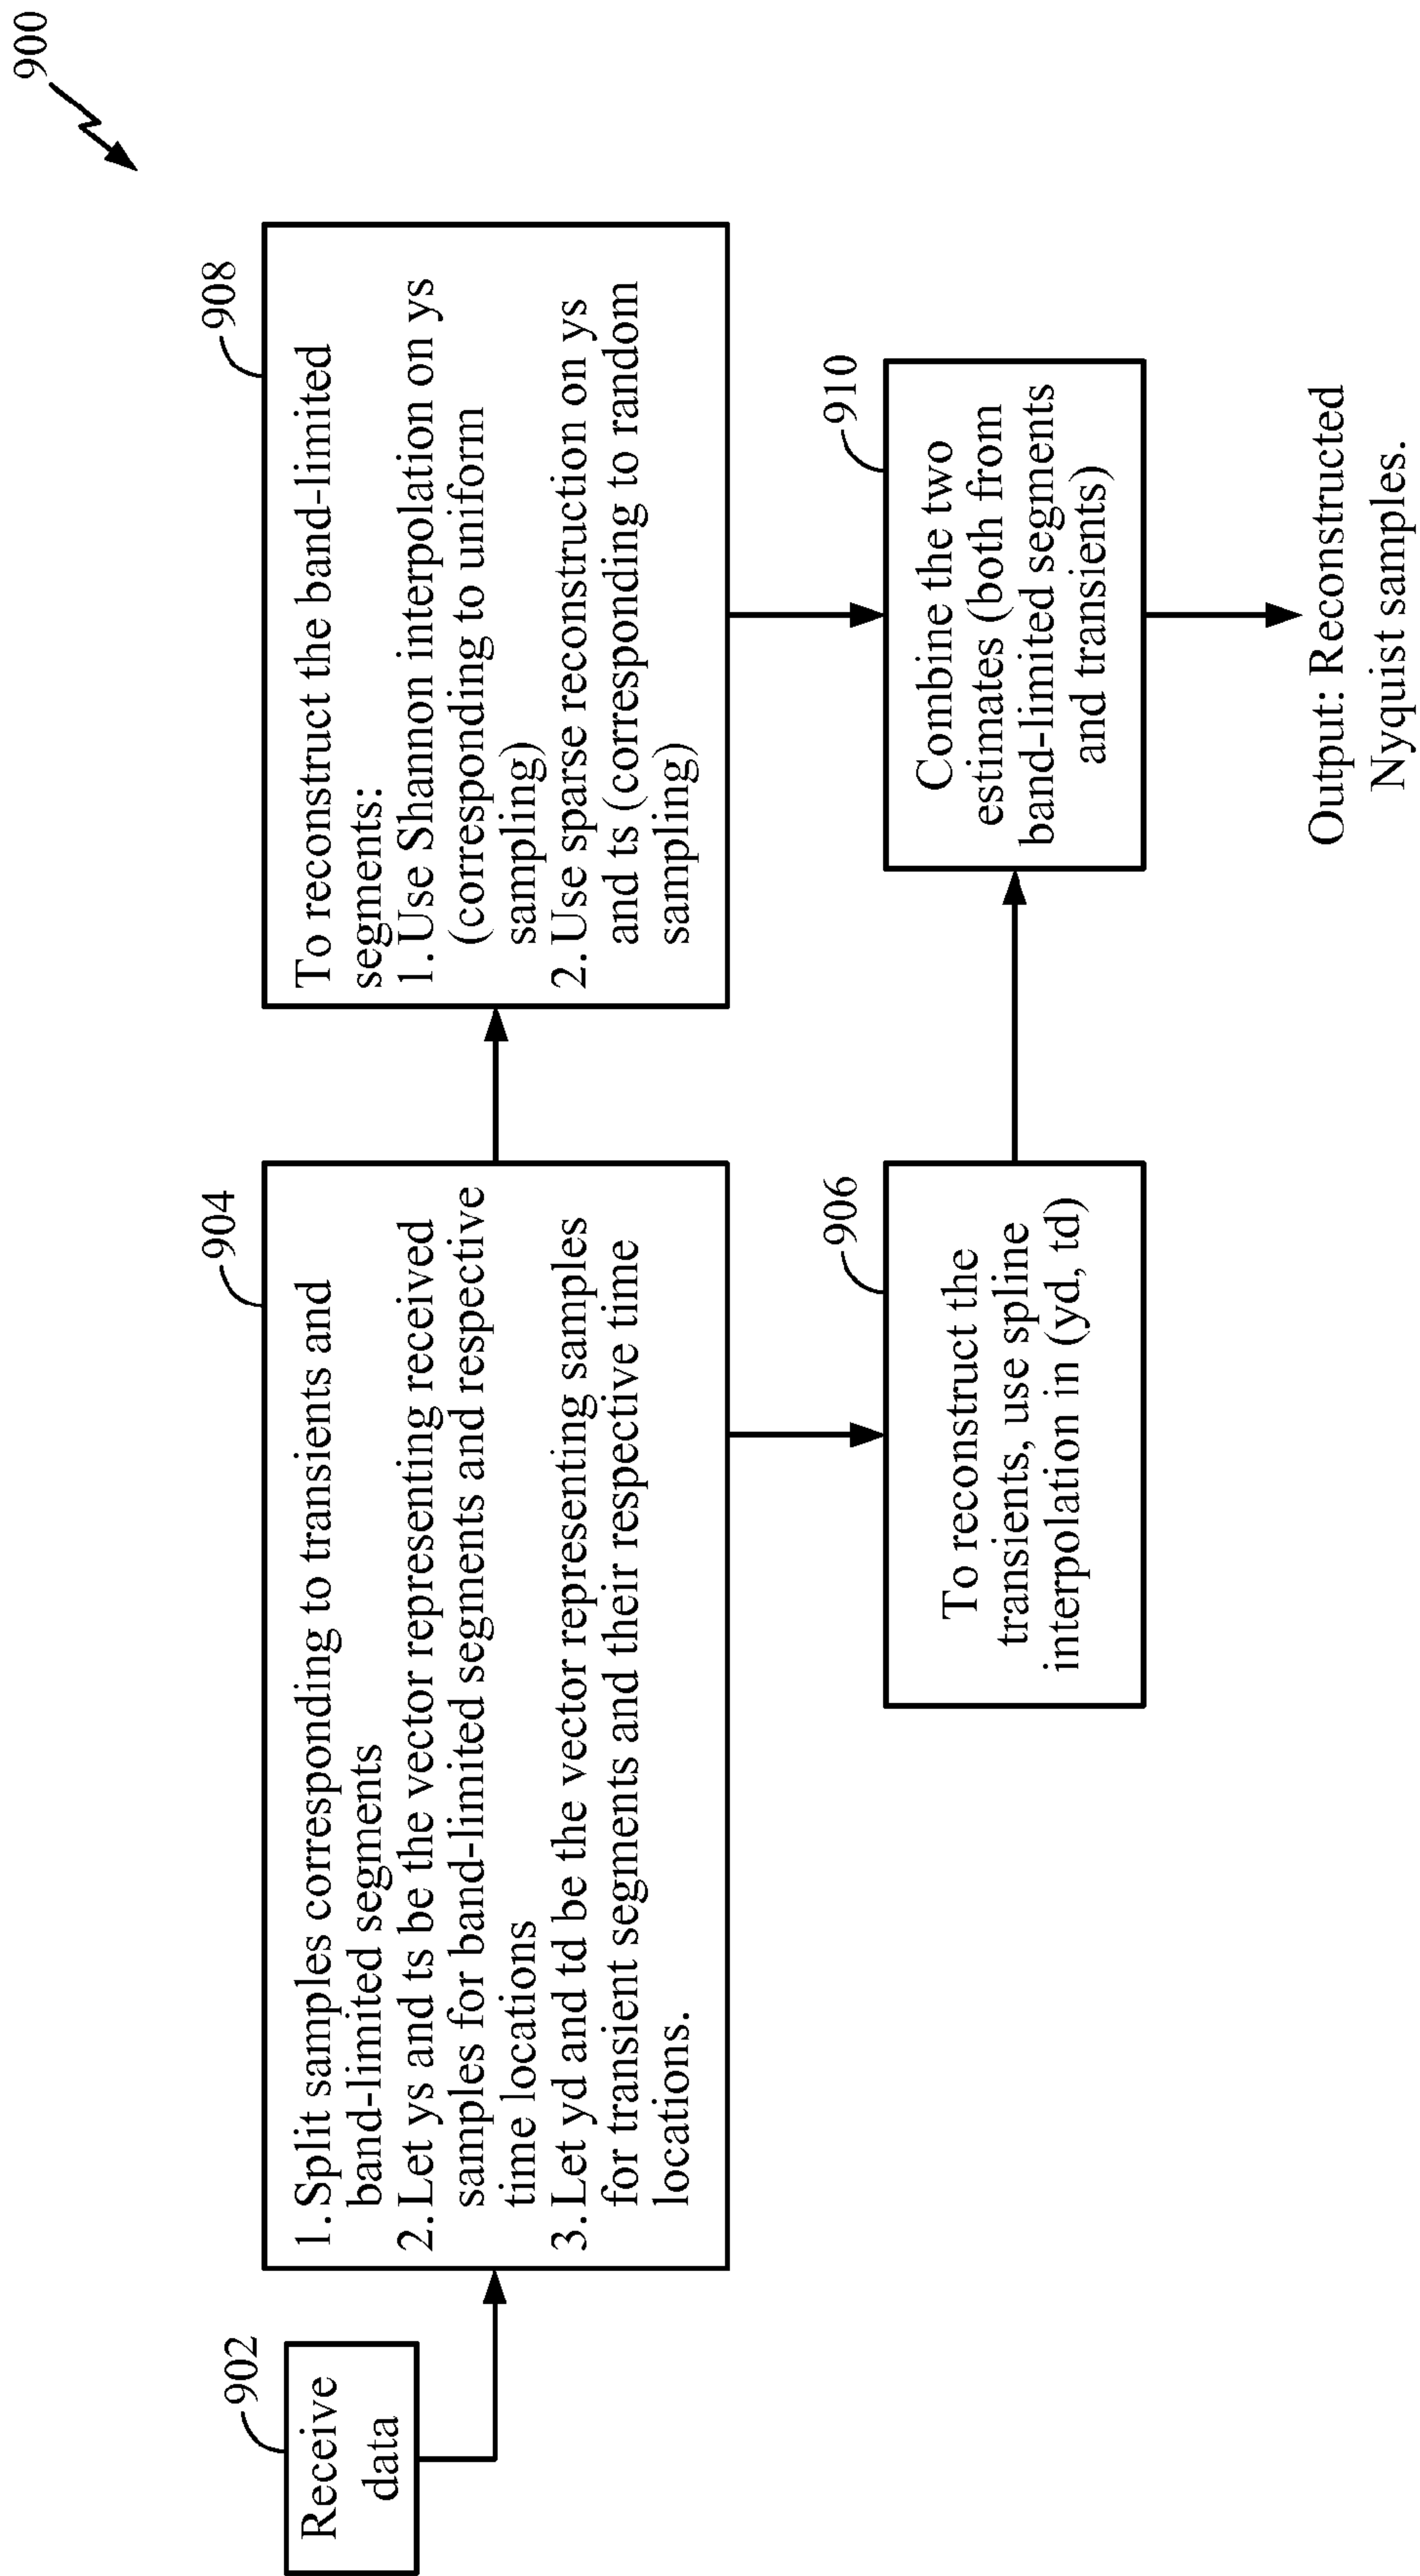 900
902
Receive
data
904
1. Split samples corresponding to transients and
band-limited segments
2. Let ys and ts be the vector representing received
samples for band-limited segments and respective
time locations
3. Let yd and td be the vector representing samples
for transient segments and their respective time
locations.
908
To reconstruct the band-limited
segments:
1. Use Shannon interpolation on ys
(corresponding to uniform
sampling)
2. Use sparse reconstruction on ys
and ts (corresponding to random
sampling)
906
To reconstruct the
transients, use spline
interpolation in (yd, td)
910
Combine the two
estimates (both from
band-limited segments
and transients)
Output: Reconstructed
Nyquist samples.